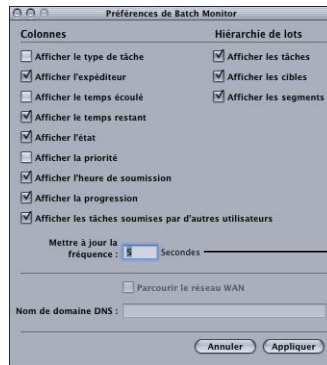 Préférences de Batch Monitor
Colonnes
Afficher le type de tâche
Afficher l'expéditeur
Afficher le temps écoulé
Afficher le temps restant
Afficher l'état
Afficher la priorité
Afficher l'heure de soumission
Afficher la progression
Afficher les tâches soumises par d'autres utilisateurs
Hiérarchie de lots
Afficher les tâches
Afficher les cibles
Afficher les segments
Mettre à jour la
fréquence : 5 Secondes
Parcourir le réseau WAN
Nom de domaine DNS :
Annuler Appliquer